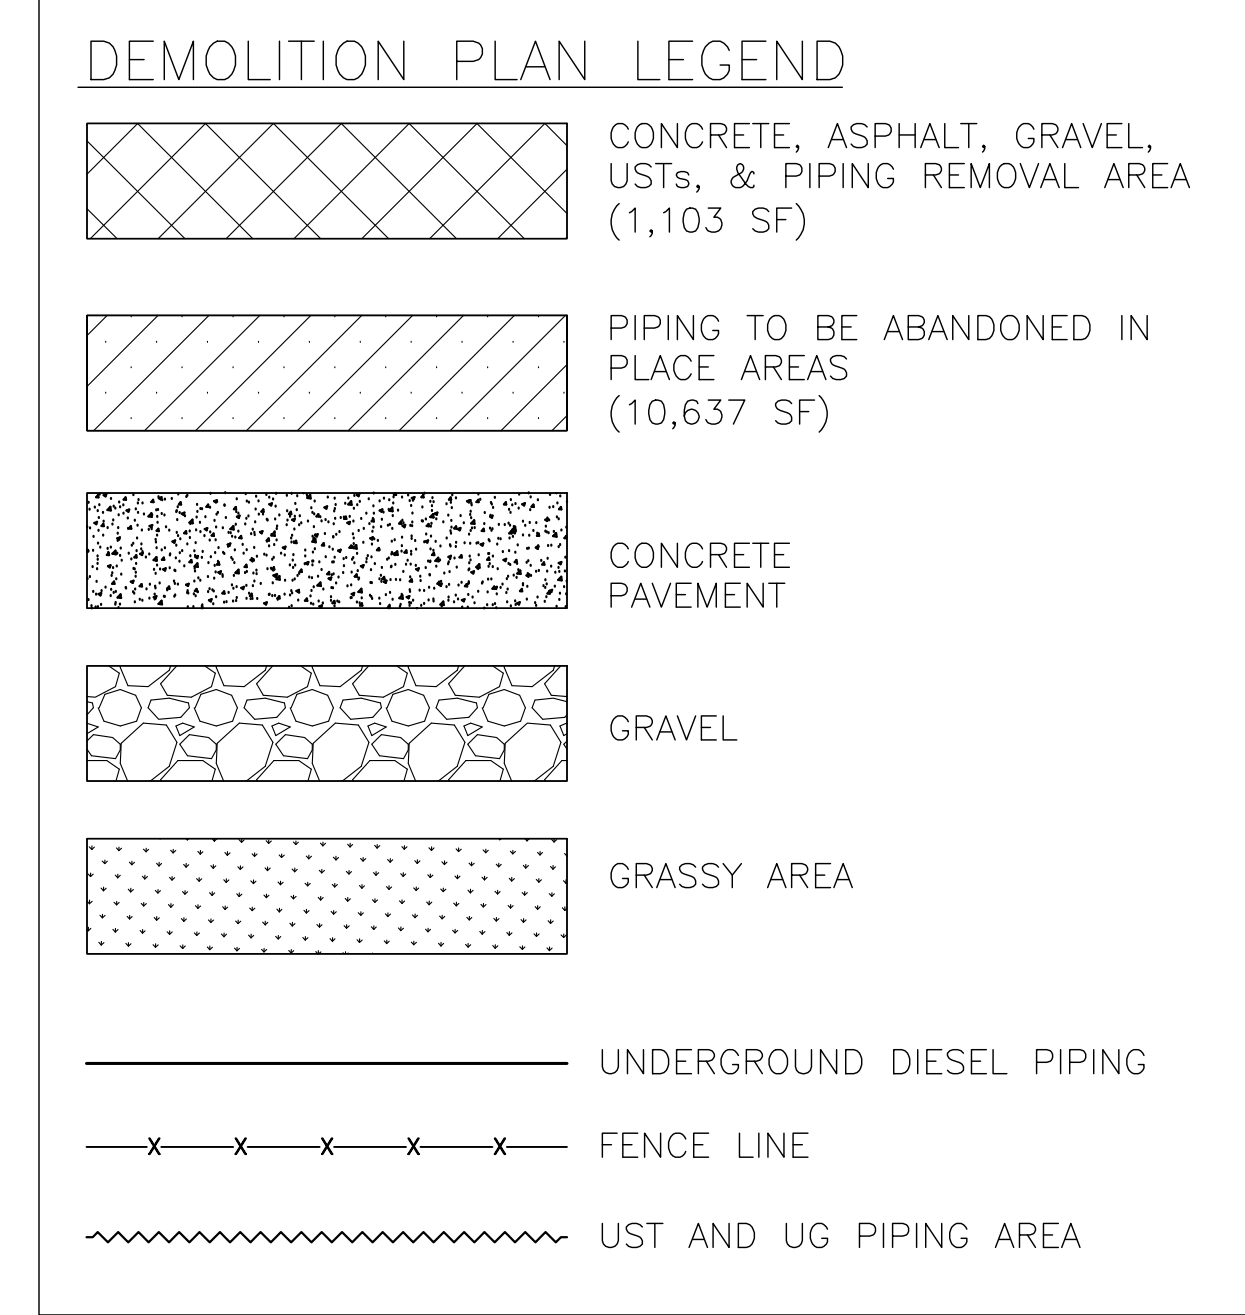 DEMOLITION PLAN LEGEND
CONCRETE, ASPHALT, GRAVEL,
USTs, & PIPING REMOVAL AREA
(1,103 SF)
PIPING TO BE ABANDONED IN
PLACE AREAS
(10,637 SF)
CONCRETE
PAVEMENT
GRAVEL
GRASSY AREA
UNDERGROUND DIESEL PIPING
FENCE LINE
UST AND UG PIPING AREA